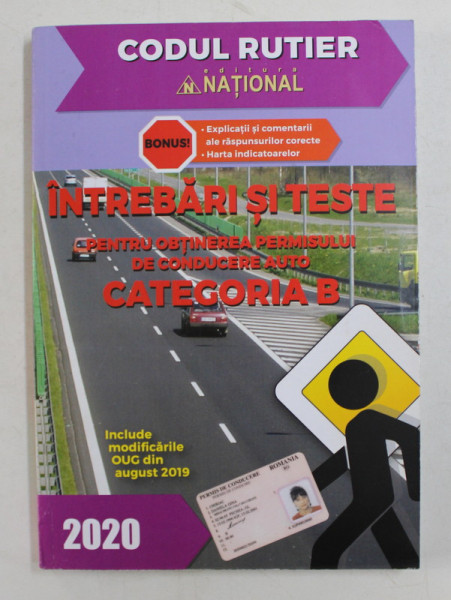 CODUL RUTIER
editura
N NAȚIONAL
BONUS!
• Explicații și comentarii
ale răspunsurilor corecte
• Harta indicatoarelor
ÎNTREBĂRI ȘI TESTE
PENTRU OBȚINEREA PERMISULUI
DE CONDUCERE AUTO
CATEGORIA B
Include
modificările
OUG din
august 2019
PERMIS DE CONDUCERE
ROMANIA
2020